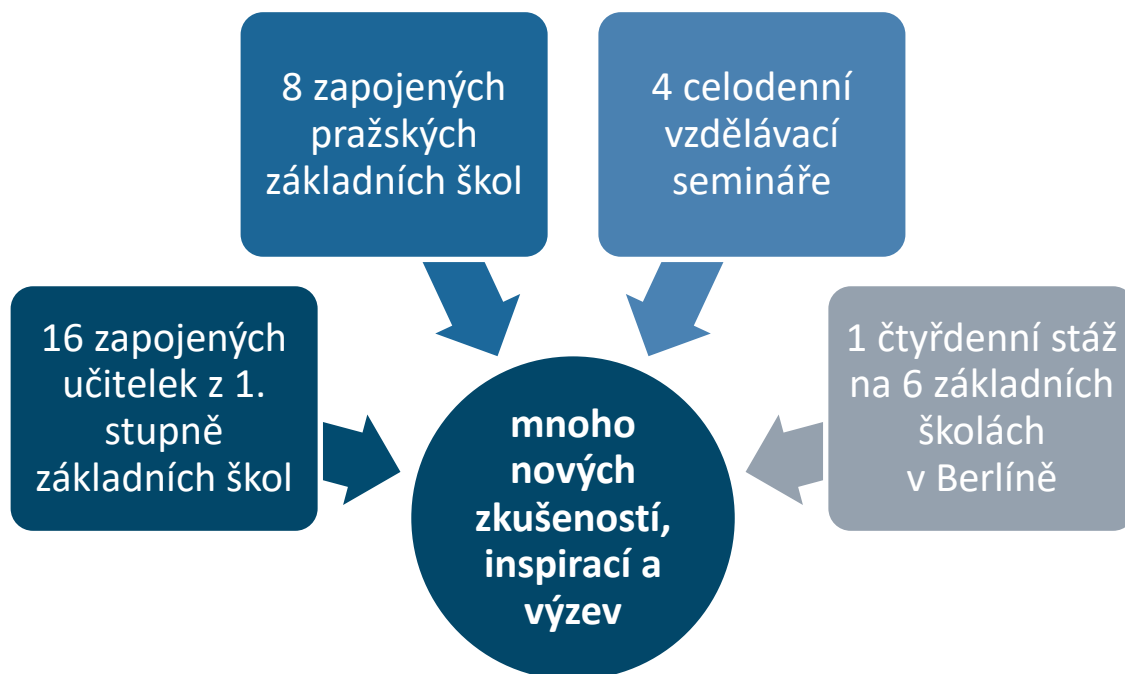 8 zapojených
pražských
základních škol
4 celodenní
vzdělávací
semináře
16 zapojených
učitelek z 1.
stupně
základních škol
1 čtyřdenní stáž
na 6 základních
školách
v Berlíně
mnoho
nových
zkušeností,
inspirací a
výzev